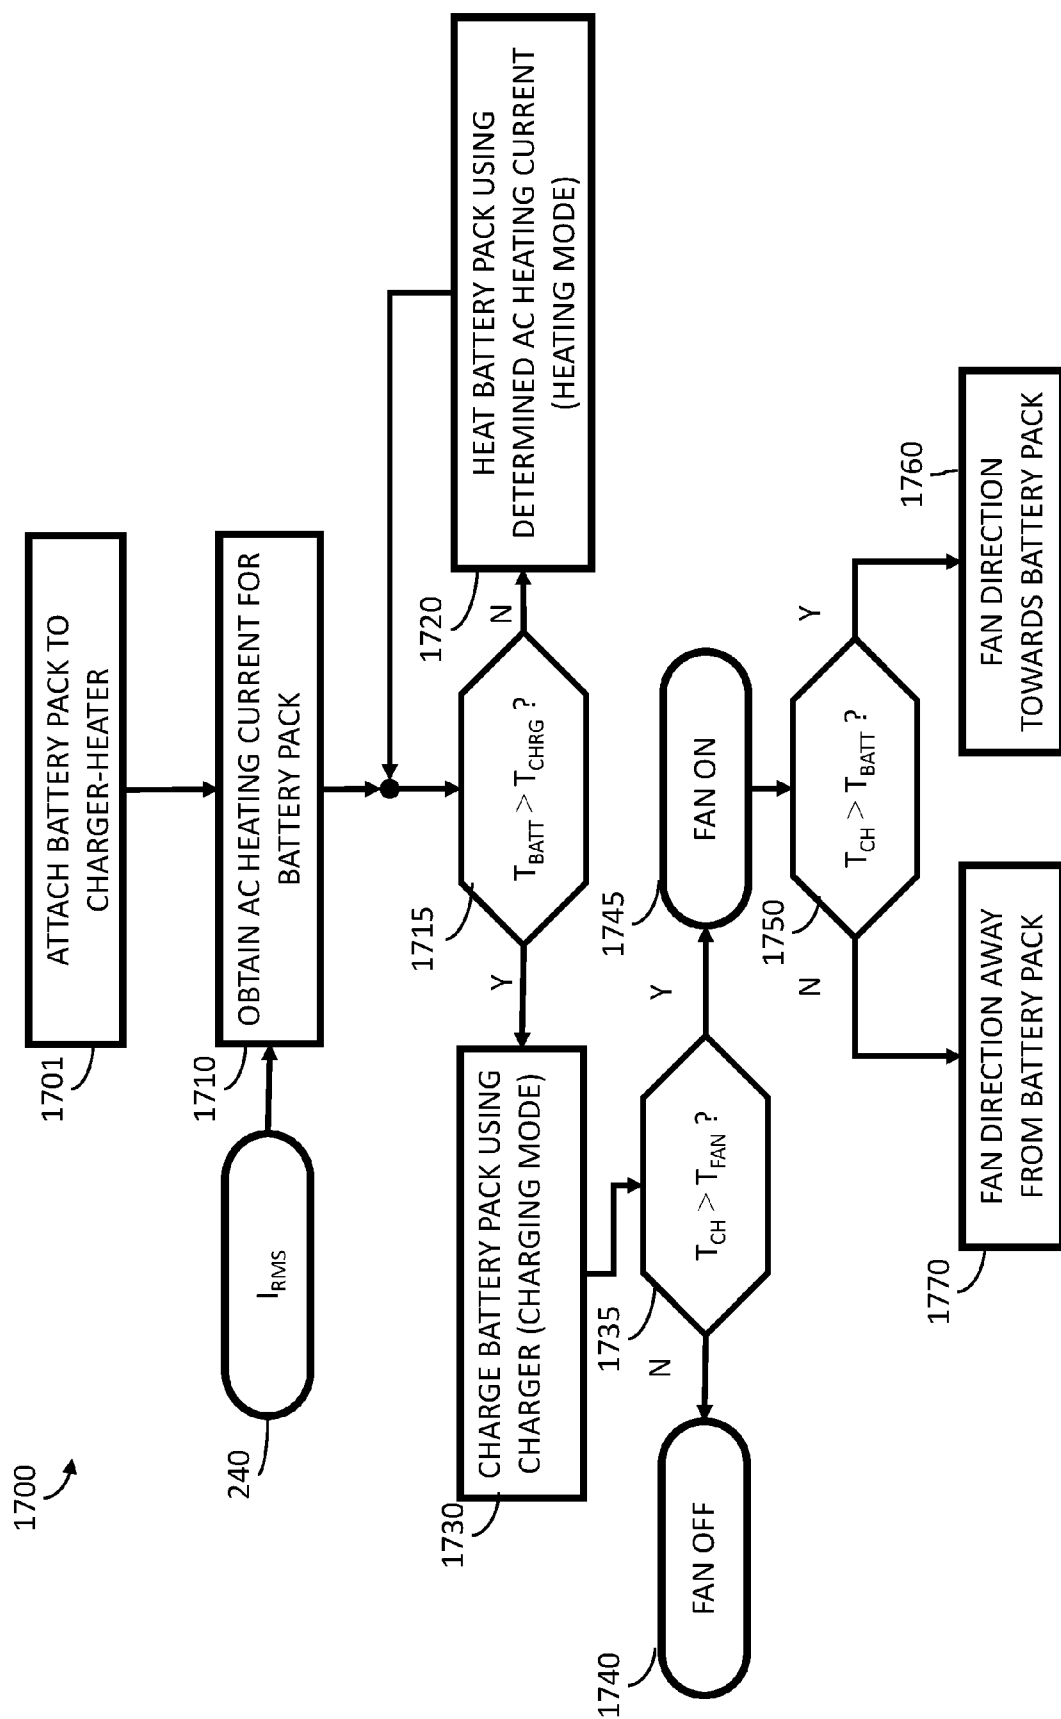 1700
ATTACH BATTERY PACK TO
CHARGER-HEATER
1701
I_RMS
240
OBTAIN AC HEATING CURRENT FOR
BATTERY PACK
1710
T_BATT > T_CHRG ?
1715
Y
N
HEAT BATTERY PACK USING
DETERMINED AC HEATING CURRENT
(HEATING MODE)
1720
CHARGE BATTERY PACK USING
CHARGER (CHARGING MODE)
1730
T_CH > T_FAN ?
1735
N
Y
FAN OFF
1740
FAN ON
1745
T_CH > T_BATT ?
1750
N
Y
FAN DIRECTION AWAY
FROM BATTERY PACK
1770
FAN DIRECTION
TOWARDS BATTERY PACK
1760